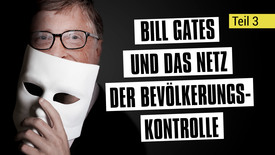 Teil 3
BILL GATES
UND DAS NETZ
DER BEVÖLKERUNGS-
KONTROLLE